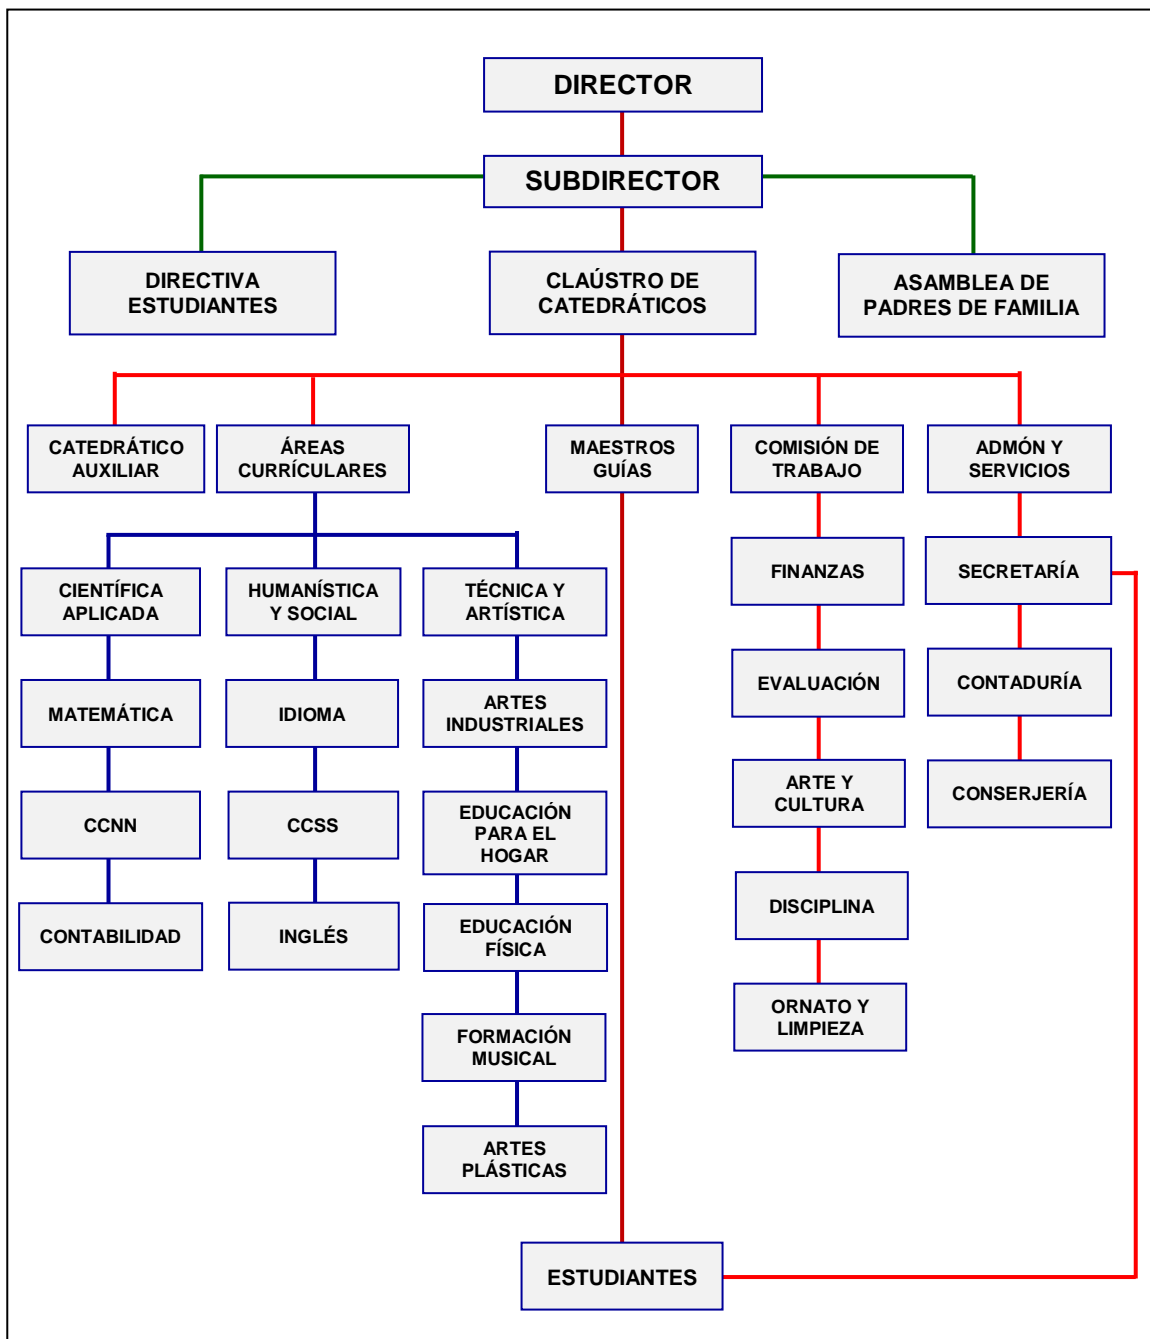 DIRECTOR
SUBDIRECTOR
DIRECTIVA
ESTUDIANTES
CLAÚSTRO DE
CATEDRÁTICOS
ASAMBLEA DE
PADRES DE FAMILIA
CATEDRÁTICO
AUXILIAR
ÁREAS
CURRÍCULARES
MAESTROS
GUÍAS
COMISIÓN DE
TRABAJO
ADMÓN Y
SERVICIOS
CIENTÍFICA
APLICADA
HUMANÍSTICA
Y SOCIAL
TÉCNICA Y
ARTÍSTICA
FINANZAS
SECRETARÍA
MATEMÁTICA
IDIOMA
ARTES
INDUSTRIALES
EVALUACIÓN
CONTADURÍA
CCNN
CCSS
EDUCACIÓN
PARA EL
HOGAR
ARTE Y
CULTURA
CONSERJERÍA
CONTABILIDAD
INGLÉS
EDUCACIÓN
FÍSICA
DISCIPLINA
FORMACIÓN
MUSICAL
ORNATO Y
LIMPIEZA
ARTES
PLÁSTICAS
ESTUDIANTES